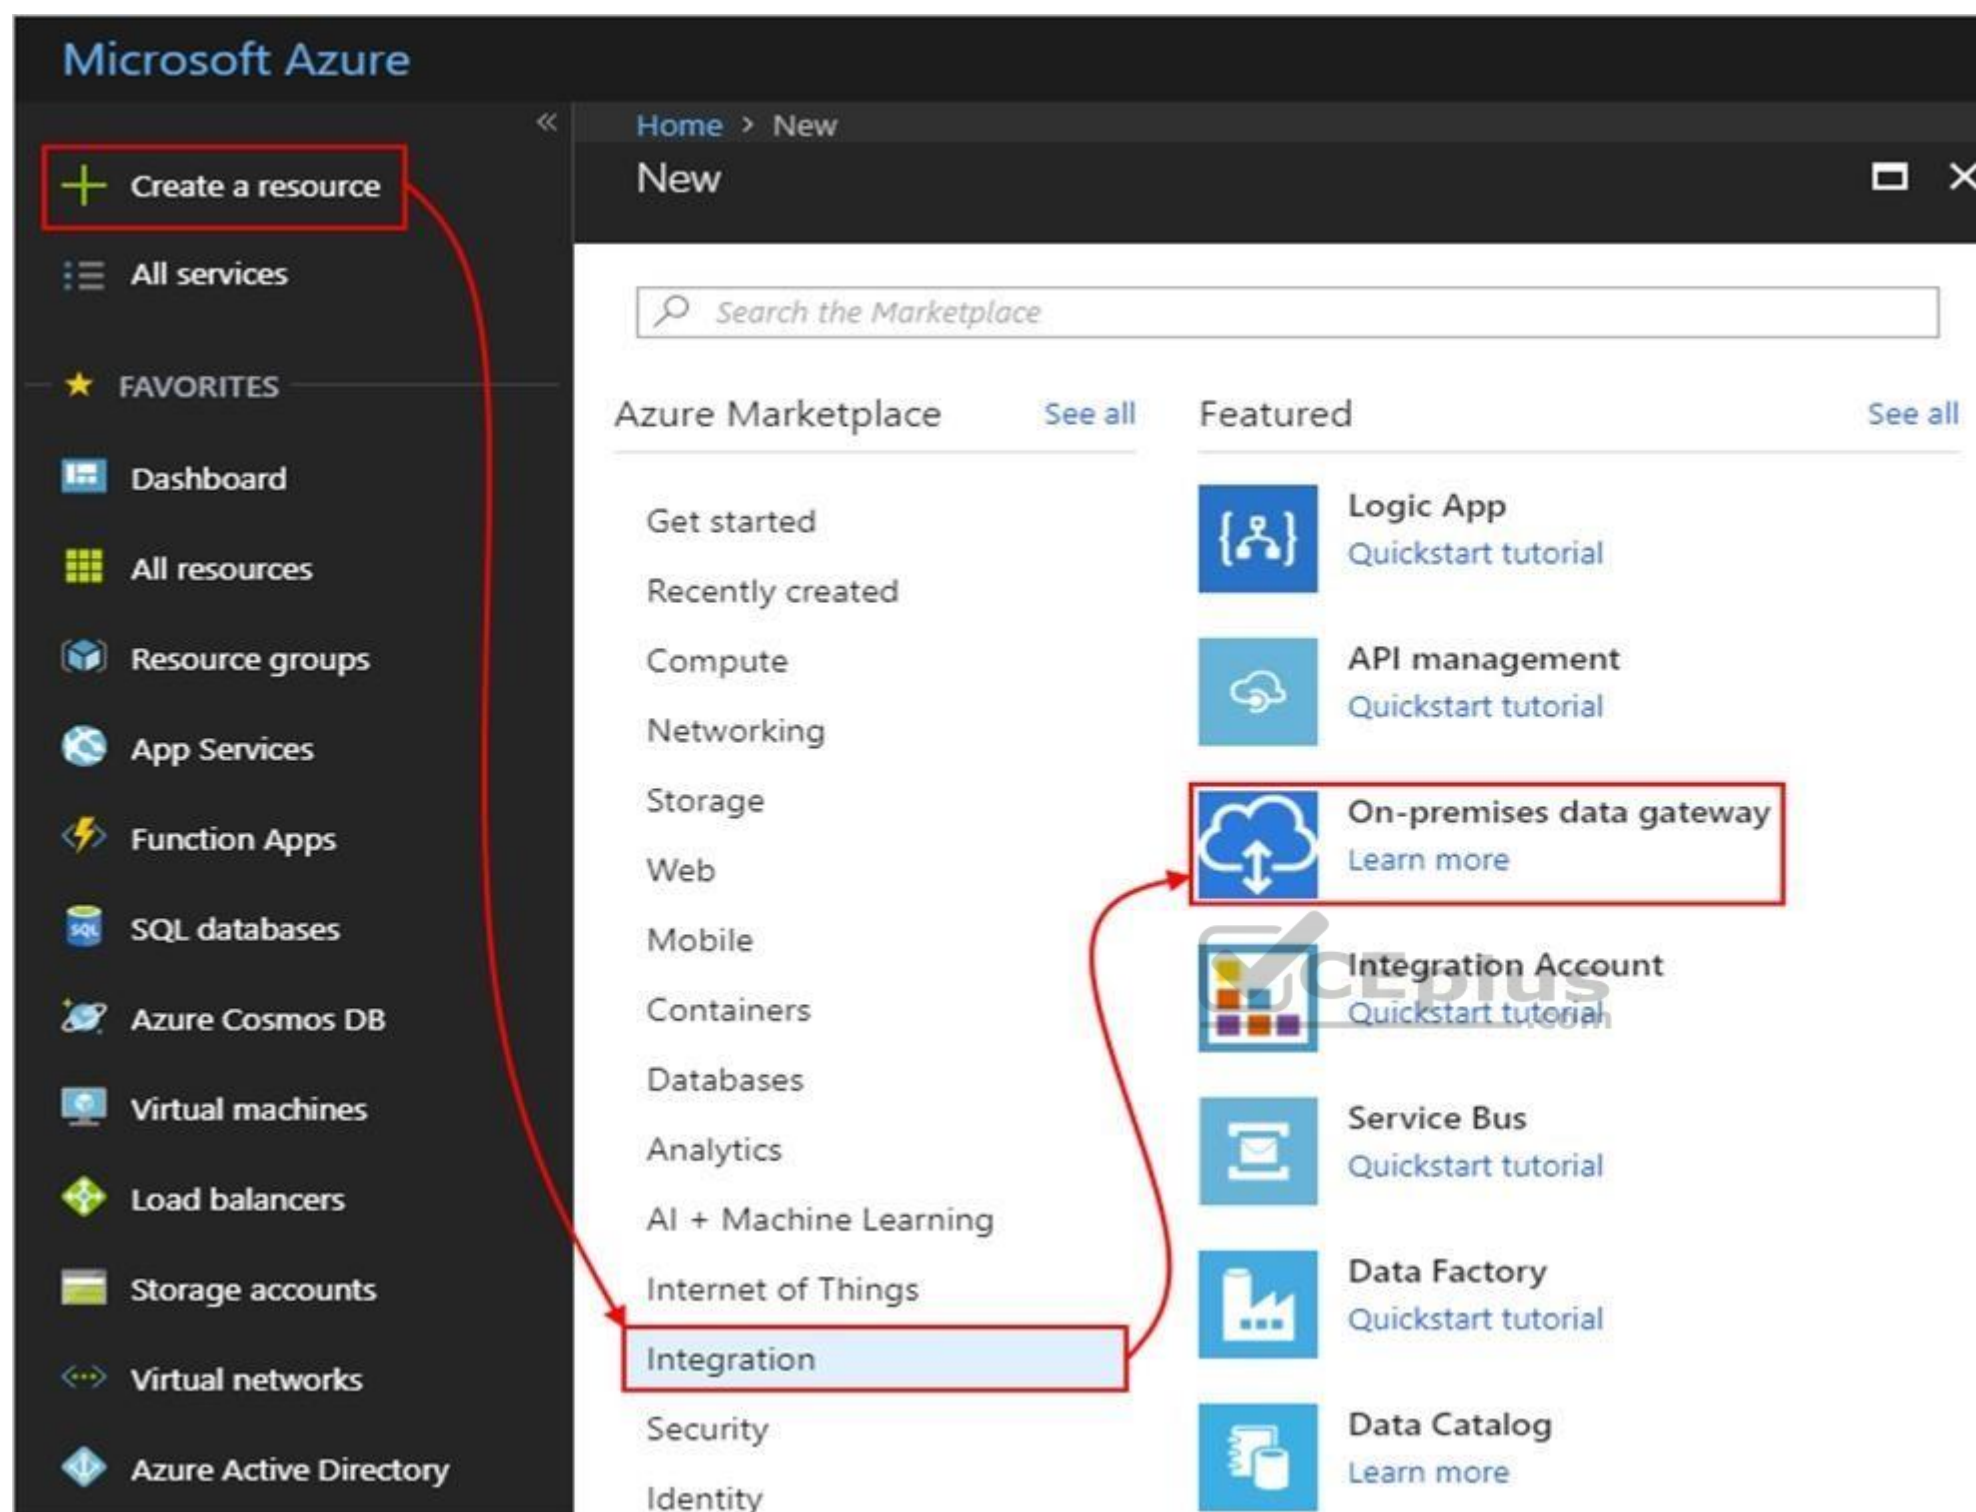 Microsoft Azure
«
Create a resource
All services
FAVORITES
Dashboard
All resources
Resource groups
App Services
Function Apps
SQL
SQL databases
Azure Cosmos DB
Virtual machines
Load balancers
Storage accounts
Virtual networks
Azure Active Directory
Home > New
New
Search the Marketplace
Azure Marketplace See all
Get started
Recently created
Compute
Networking
Storage
Web
Mobile
Containers
Databases
Analytics
AI + Machine Learning
Internet of Things
Integration
Security
Identity
Featured See all
Logic App
Quickstart tutorial
API management
Quickstart tutorial
On-premises data gateway
Learn more
Integration Account
Quickstart tutorial
CEplus
.com
Service Bus
Quickstart tutorial
Data Factory
Quickstart tutorial
Data Catalog
Learn more